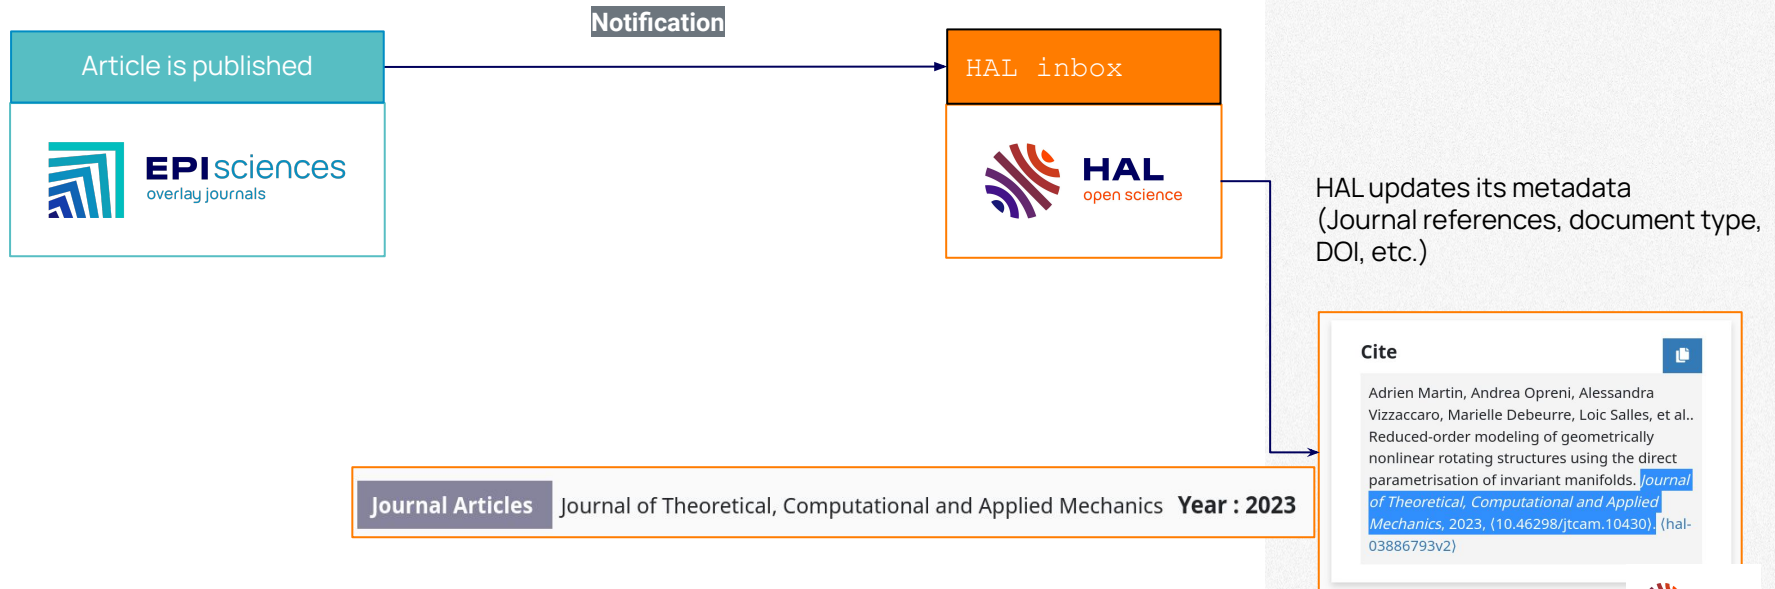 Notification
Article is published
HAL inbox
EPIsciences
overlay journals
HAL
open science
HAL updates its metadata
(Journal references, document type,
DOI, etc.)
Cite
Adrien Martin, Andrea Opreni, Alessandra
Vizzaccaro, Marielle Debeurre, Loic Salles, et al..
Reduced-order modeling of geometrically
nonlinear rotating structures using the direct
parametrisation of invariant manifolds. Journal
of Theoretical, Computational and Applied
Mechanics, 2023, ⟨10.46298/jtcam.10430⟩. ⟨hal-
03886793v2⟩
Journal Articles Journal of Theoretical, Computational and Applied Mechanics Year : 2023